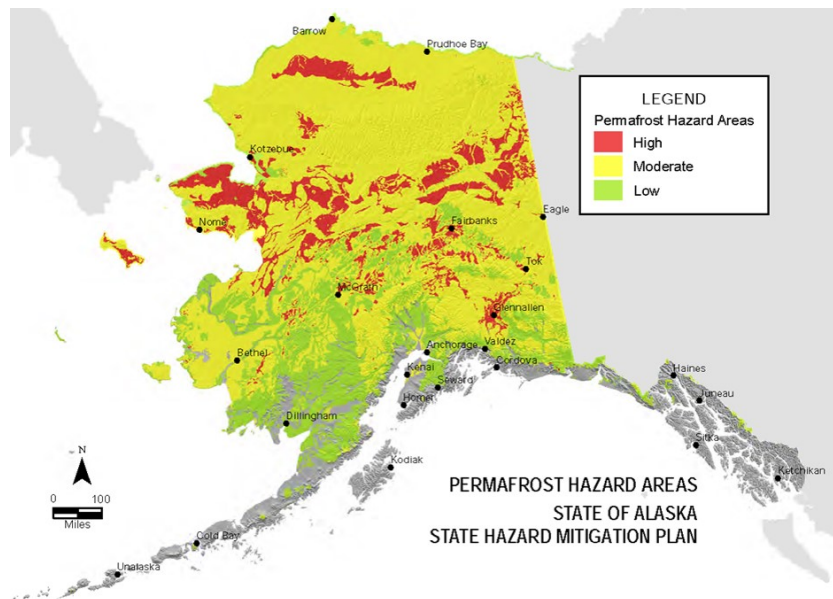 Barrow
Prudhoe Bay
LEGEND
Permafrost Hazard Areas
High
Moderate
Low
Kotzebue
Nome
Fairbanks
Eagle
Tok
McGrath
Glennallen
Bethel
Anchorage
Valdez
Cordova
Kenai
Seward
Homer
Haines
Juneau
Dillingham
Sitka
Kodiak
Ketchikan
N
0 100
Miles
PERMAFROST HAZARD AREAS
STATE OF ALASKA
STATE HAZARD MITIGATION PLAN
Cold Bay
Unalaska